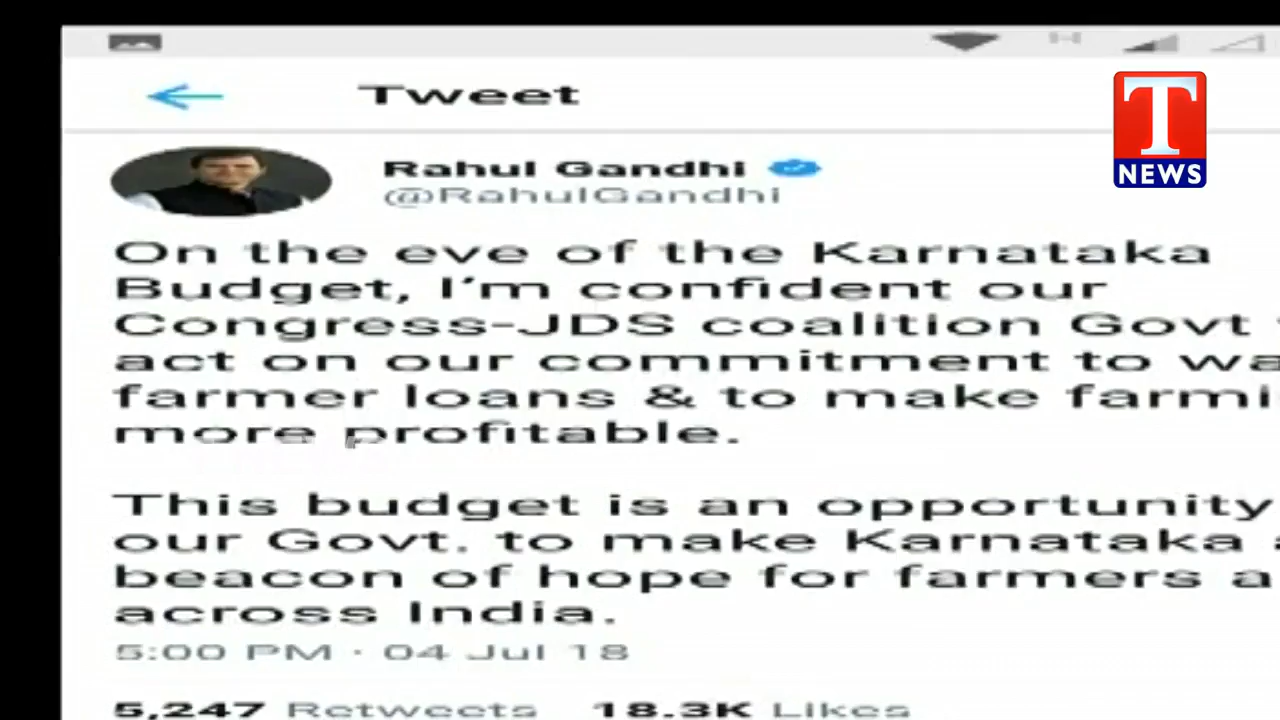 Tweet
T
NEWS
Rahul Gandhi
@RahulGandhi
On the eve of the Karnataka
Budget, I'm confident our
Congress-JDS coalition Govt
act on our commitment to wa
farmer loans & to make farmi
more profitable.
This budget is an opportunity
our Govt. to make Karnataka a
beacon of hope for farmers a
across India.
5:00 PM · 04 Jul 18
5,247 Retweets 18.3K Likes